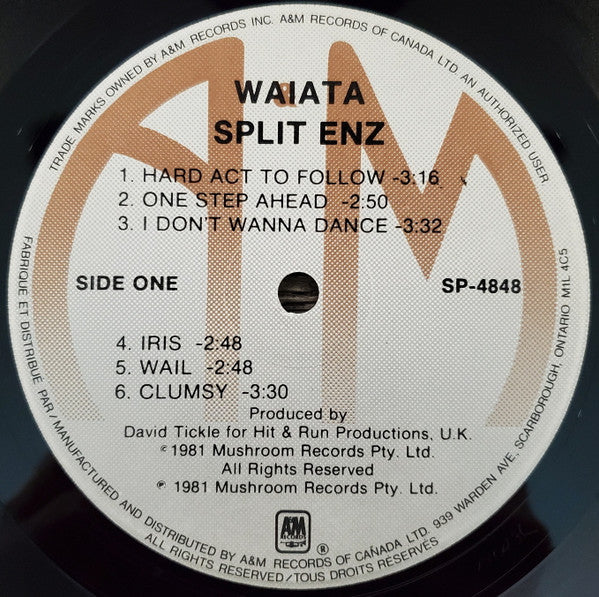 TRADE MARKS OWNED BY A&M RECORDS INC. A&M RECORDS OF CANADA LTD. AN AUTHORIZED USER
WAIATA
SPLIT ENZ
1. HARD ACT TO FOLLOW -3:16
2. ONE STEP AHEAD -2:50
3. I DON'T WANNA DANCE -3:32
SIDE ONE
SP-4848
4. IRIS -2:48
5. WAIL -2:48
6. CLUMSY -3:30
Produced by
David Tickle for Hit & Run Productions, U.K.
© 1981 Mushroom Records Pty. Ltd.
All Rights Reserved
℗ 1981 Mushroom Records Pty. Ltd.
A&M
RECORDS
®
FABRIQUE ET DISTRIBUÉ PAR / MANUFACTURED AND DISTRIBUTED BY A&M RECORDS OF CANADA LTD. 939 WARDEN AVE, SCARBOROUGH, ONTARIO M1L 4C5
ALL RIGHTS RESERVED/TOUS DROITS RÉSERVÉS